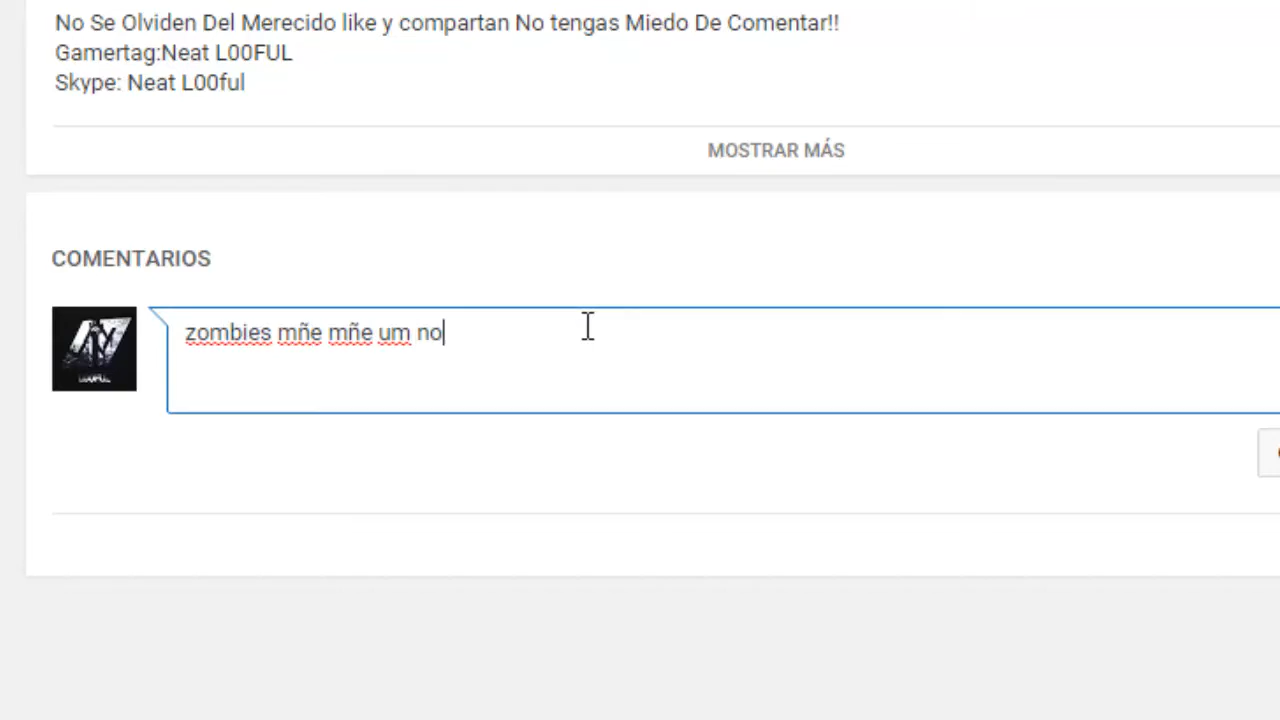 No Se Olviden Del Merecido like y compartan No tengas Miedo De Comentar!!
Gamertag:Neat L00FUL
Skype: Neat L00ful
MOSTRAR MÁS
COMENTARIOS
zombies mñe mñe um no